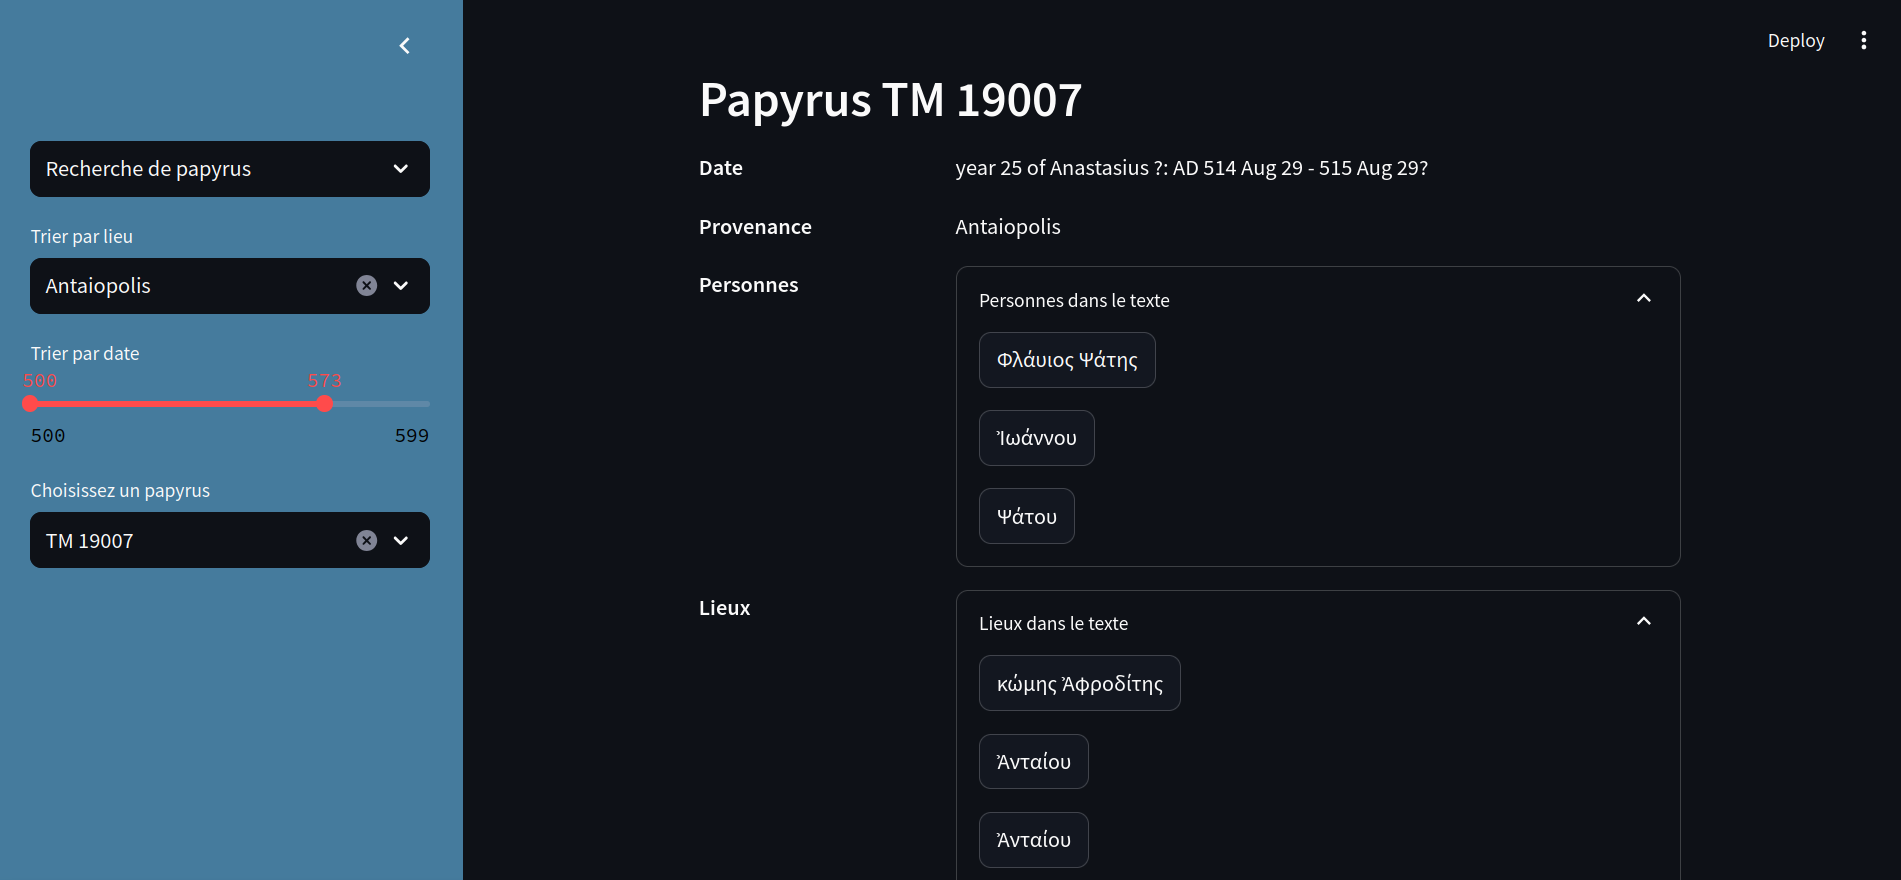 Recherche de papyrus
Trier par lieu
Antaiopolis
Trier par date
500 573
500 599
Choisissez un papyrus
TM 19007
Deploy
Papyrus TM 19007
Date year 25 of Anastasius ?: AD 514 Aug 29 - 515 Aug 29?
Provenance Antaiopolis
Personnes Personnes dans le texte
Φλάυιος Ψάτης
Ἰωάννου
Ψάτου
Lieux Lieux dans le texte
κώμης Ἀφροδίτης
Ἀνταίου
Ἀνταίου